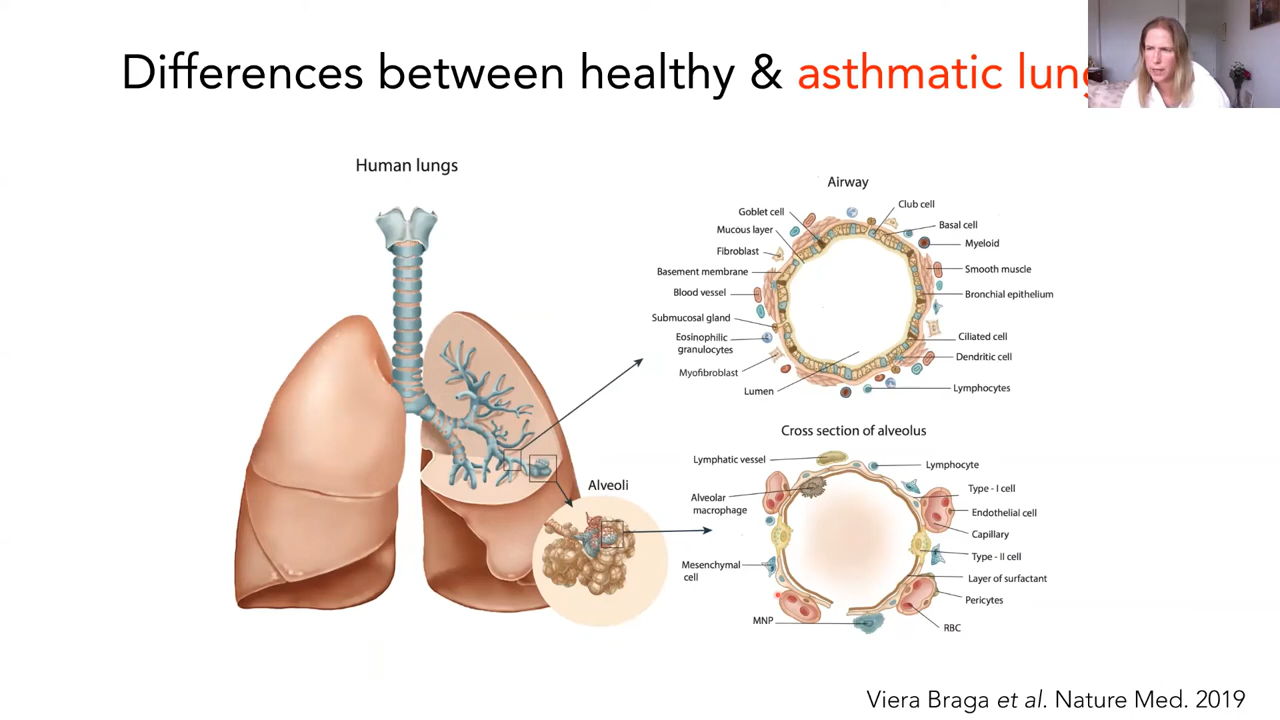 Differences between healthy & asthmatic lung
Human lungs
Airway
Goblet cell
Club cell
Mucous layer
Basal cell
Fibroblast
Myeloid
Basement membrane
Smooth muscle
Blood vessel
Bronchial epithelium
Submucosal gland
Eosinophilic
granulocytes
Ciliated cell
Dendritic cell
Myofibroblast
Lumen
Lymphocytes
Cross section of alveolus
Lymphatic vessel
Lymphocyte
Alveoli
Type - I cell
Alveolar
macrophage
Endothelial cell
Capillary
Type - II cell
Mesenchymal
cell
Layer of surfactant
Pericytes
MNP
RBC
Viera Braga et al. Nature Med. 2019